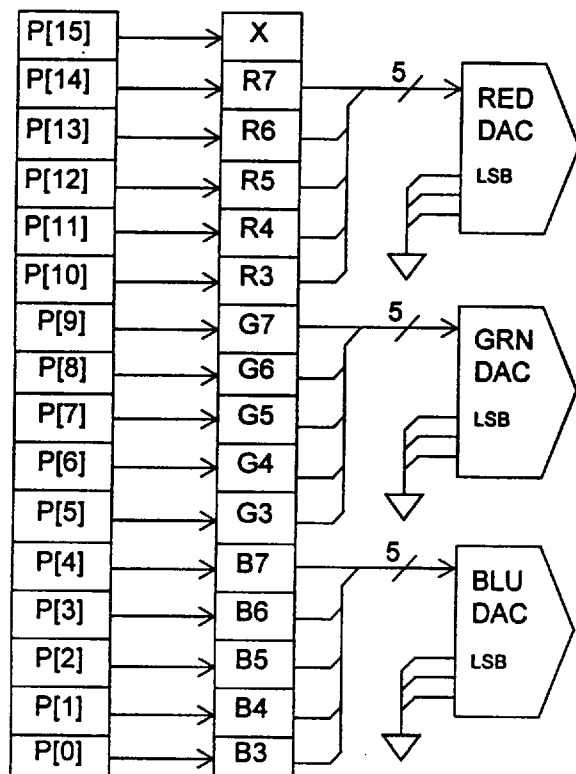 P[15] X
P[14] R7 5 RED
P[13] R6 DAC
P[12] R5 LSB
P[11] R4
P[10] R3
P[9] G7 5 GRN
P[8] G6 DAC
P[7] G5 LSB
P[6] G4
P[5] G3
P[4] B7 5 BLU
P[3] B6 DAC
P[2] B5 LSB
P[1] B4
P[0] B3